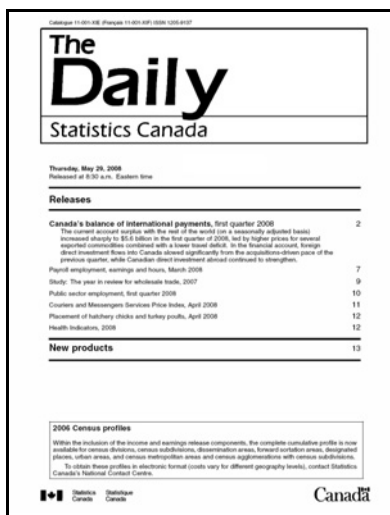 Catalogue 11-001-XIE (Français 11-001-XIF) ISSN 1205-9137
The
Daily
Statistics Canada
Thursday, May 29, 2008
Released at 8:30 a.m. Eastern time
Releases
Canada's balance of international payments, first quarter 2008 2
The current account surplus with the rest of the world (on a seasonally adjusted basis)
increased sharply to $5.6 billion in the first quarter of 2008, led by higher prices for several
exported commodities combined with a lower travel deficit. In the financial account, foreign
direct investment flows into Canada slowed significantly from the acquisitions-driven pace of the
previous quarter, while Canadian direct investment abroad continued to strengthen.
Payroll employment, earnings and hours, March 2008 7
Study: The year in review for wholesale trade, 2007 9
Public sector employment, first quarter 2008 10
Couriers and Messengers Services Price Index, April 2008 11
Placement of hatchery chicks and turkey poults, April 2008 12
Health Indicators, 2008 12
New products 13
2006 Census profiles
Within the inclusion of the income and earnings release components, the complete cumulative profile is now
available for census divisions, census subdivisions, dissemination areas, forward sortation areas, designated
places, urban areas, and census metropolitan areas and census agglomerations with census subdivisions.
To obtain these profiles in electronic format (costs vary for different geography levels), contact Statistics
Canada's National Contact Centre.
Statistics Statistique
Canada Canada
Canada